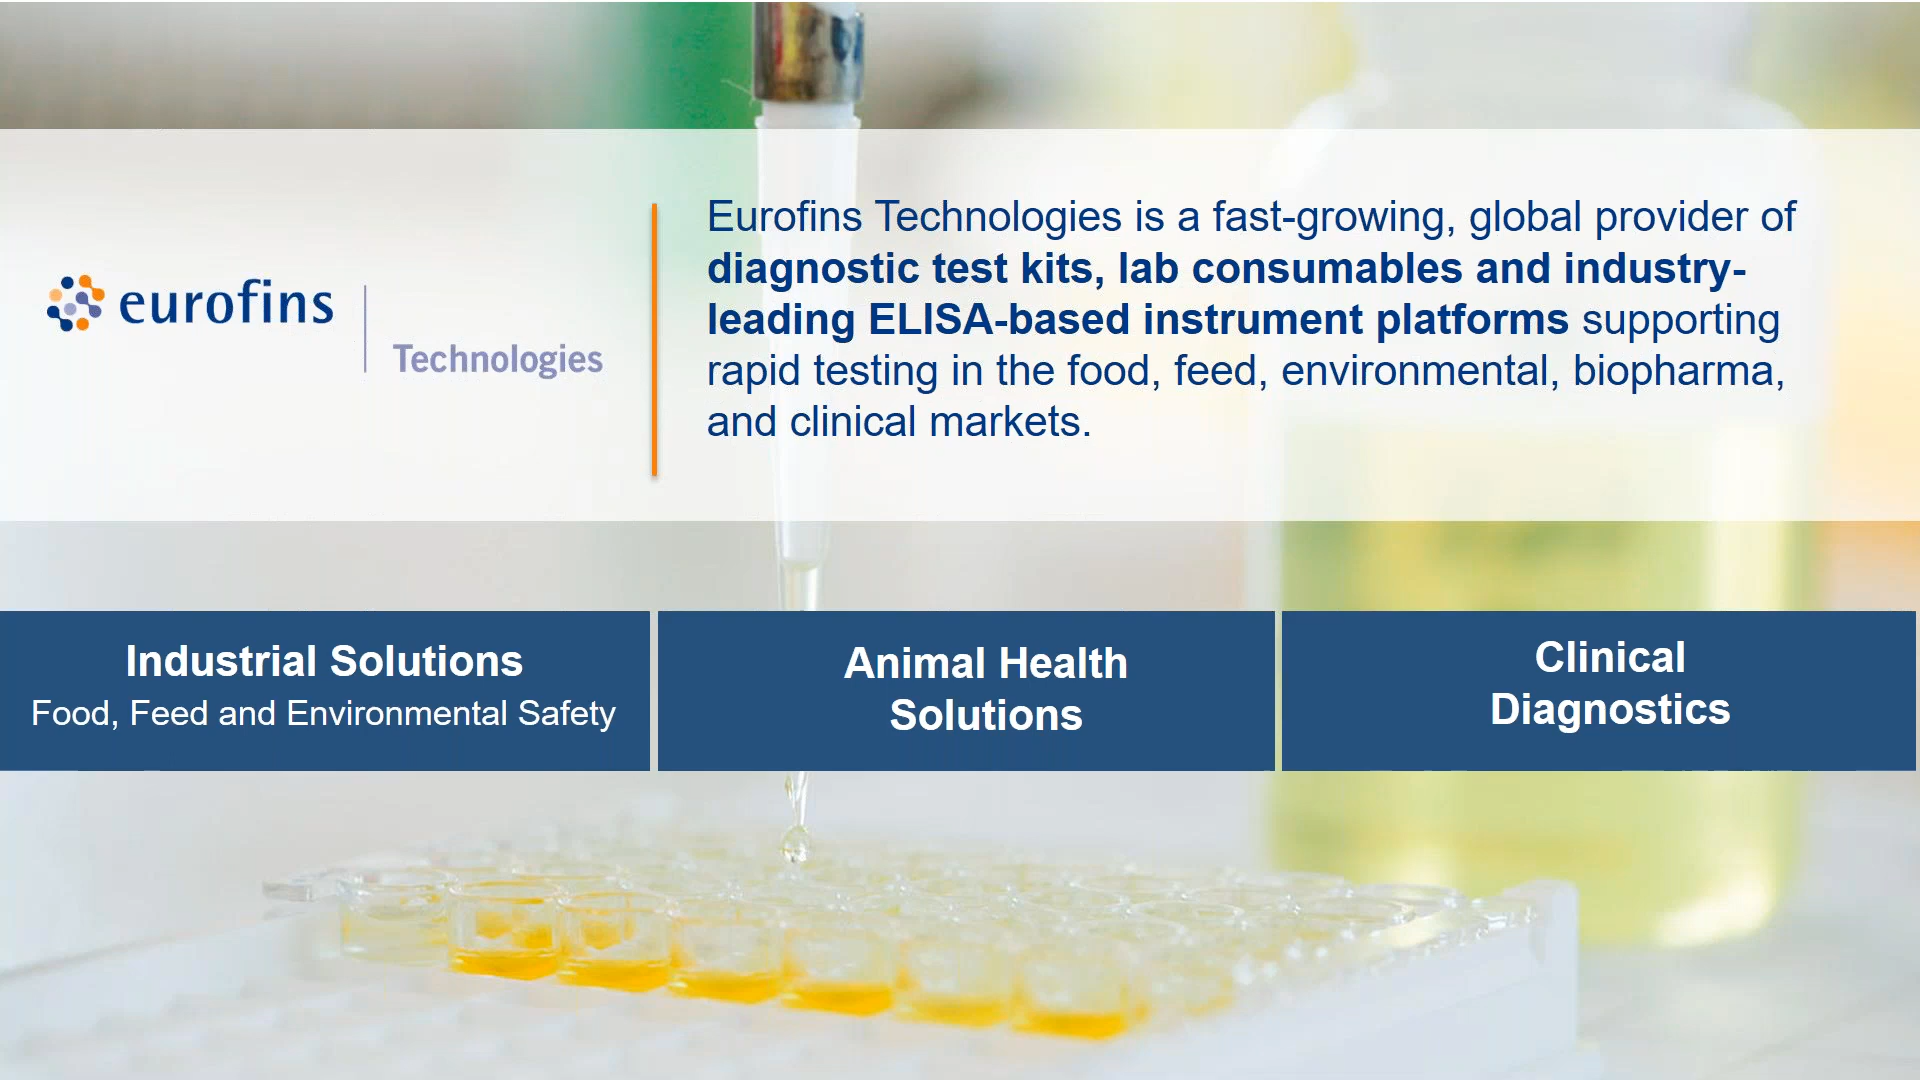 eurofins
Technologies
Eurofins Technologies is a fast-growing, global provider of
diagnostic test kits, lab consumables and industry-
leading ELISA-based instrument platforms supporting
rapid testing in the food, feed, environmental, biopharma,
and clinical markets.
Industrial Solutions
Food, Feed and Environmental Safety
Animal Health
Solutions
Clinical
Diagnostics